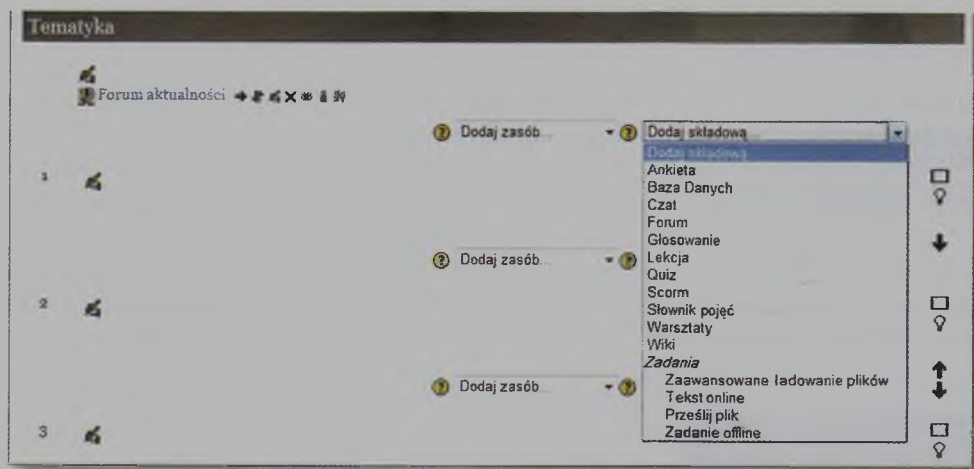 Tematyka
Forum aktualności
Dodaj zasób... Dodaj składową...
Dodaj składową...
1
Ankieta
Baza Danych
Czat
Forum
Głosowanie
Dodaj zasób... Lekcja
Quiz
Scorm
2 Słownik pojęć
Warsztaty
Wiki
Zadania
Zaawansowane ładowanie plików
Dodaj zasób...
Tekst online
Prześlij plik
3 Zadanie offline